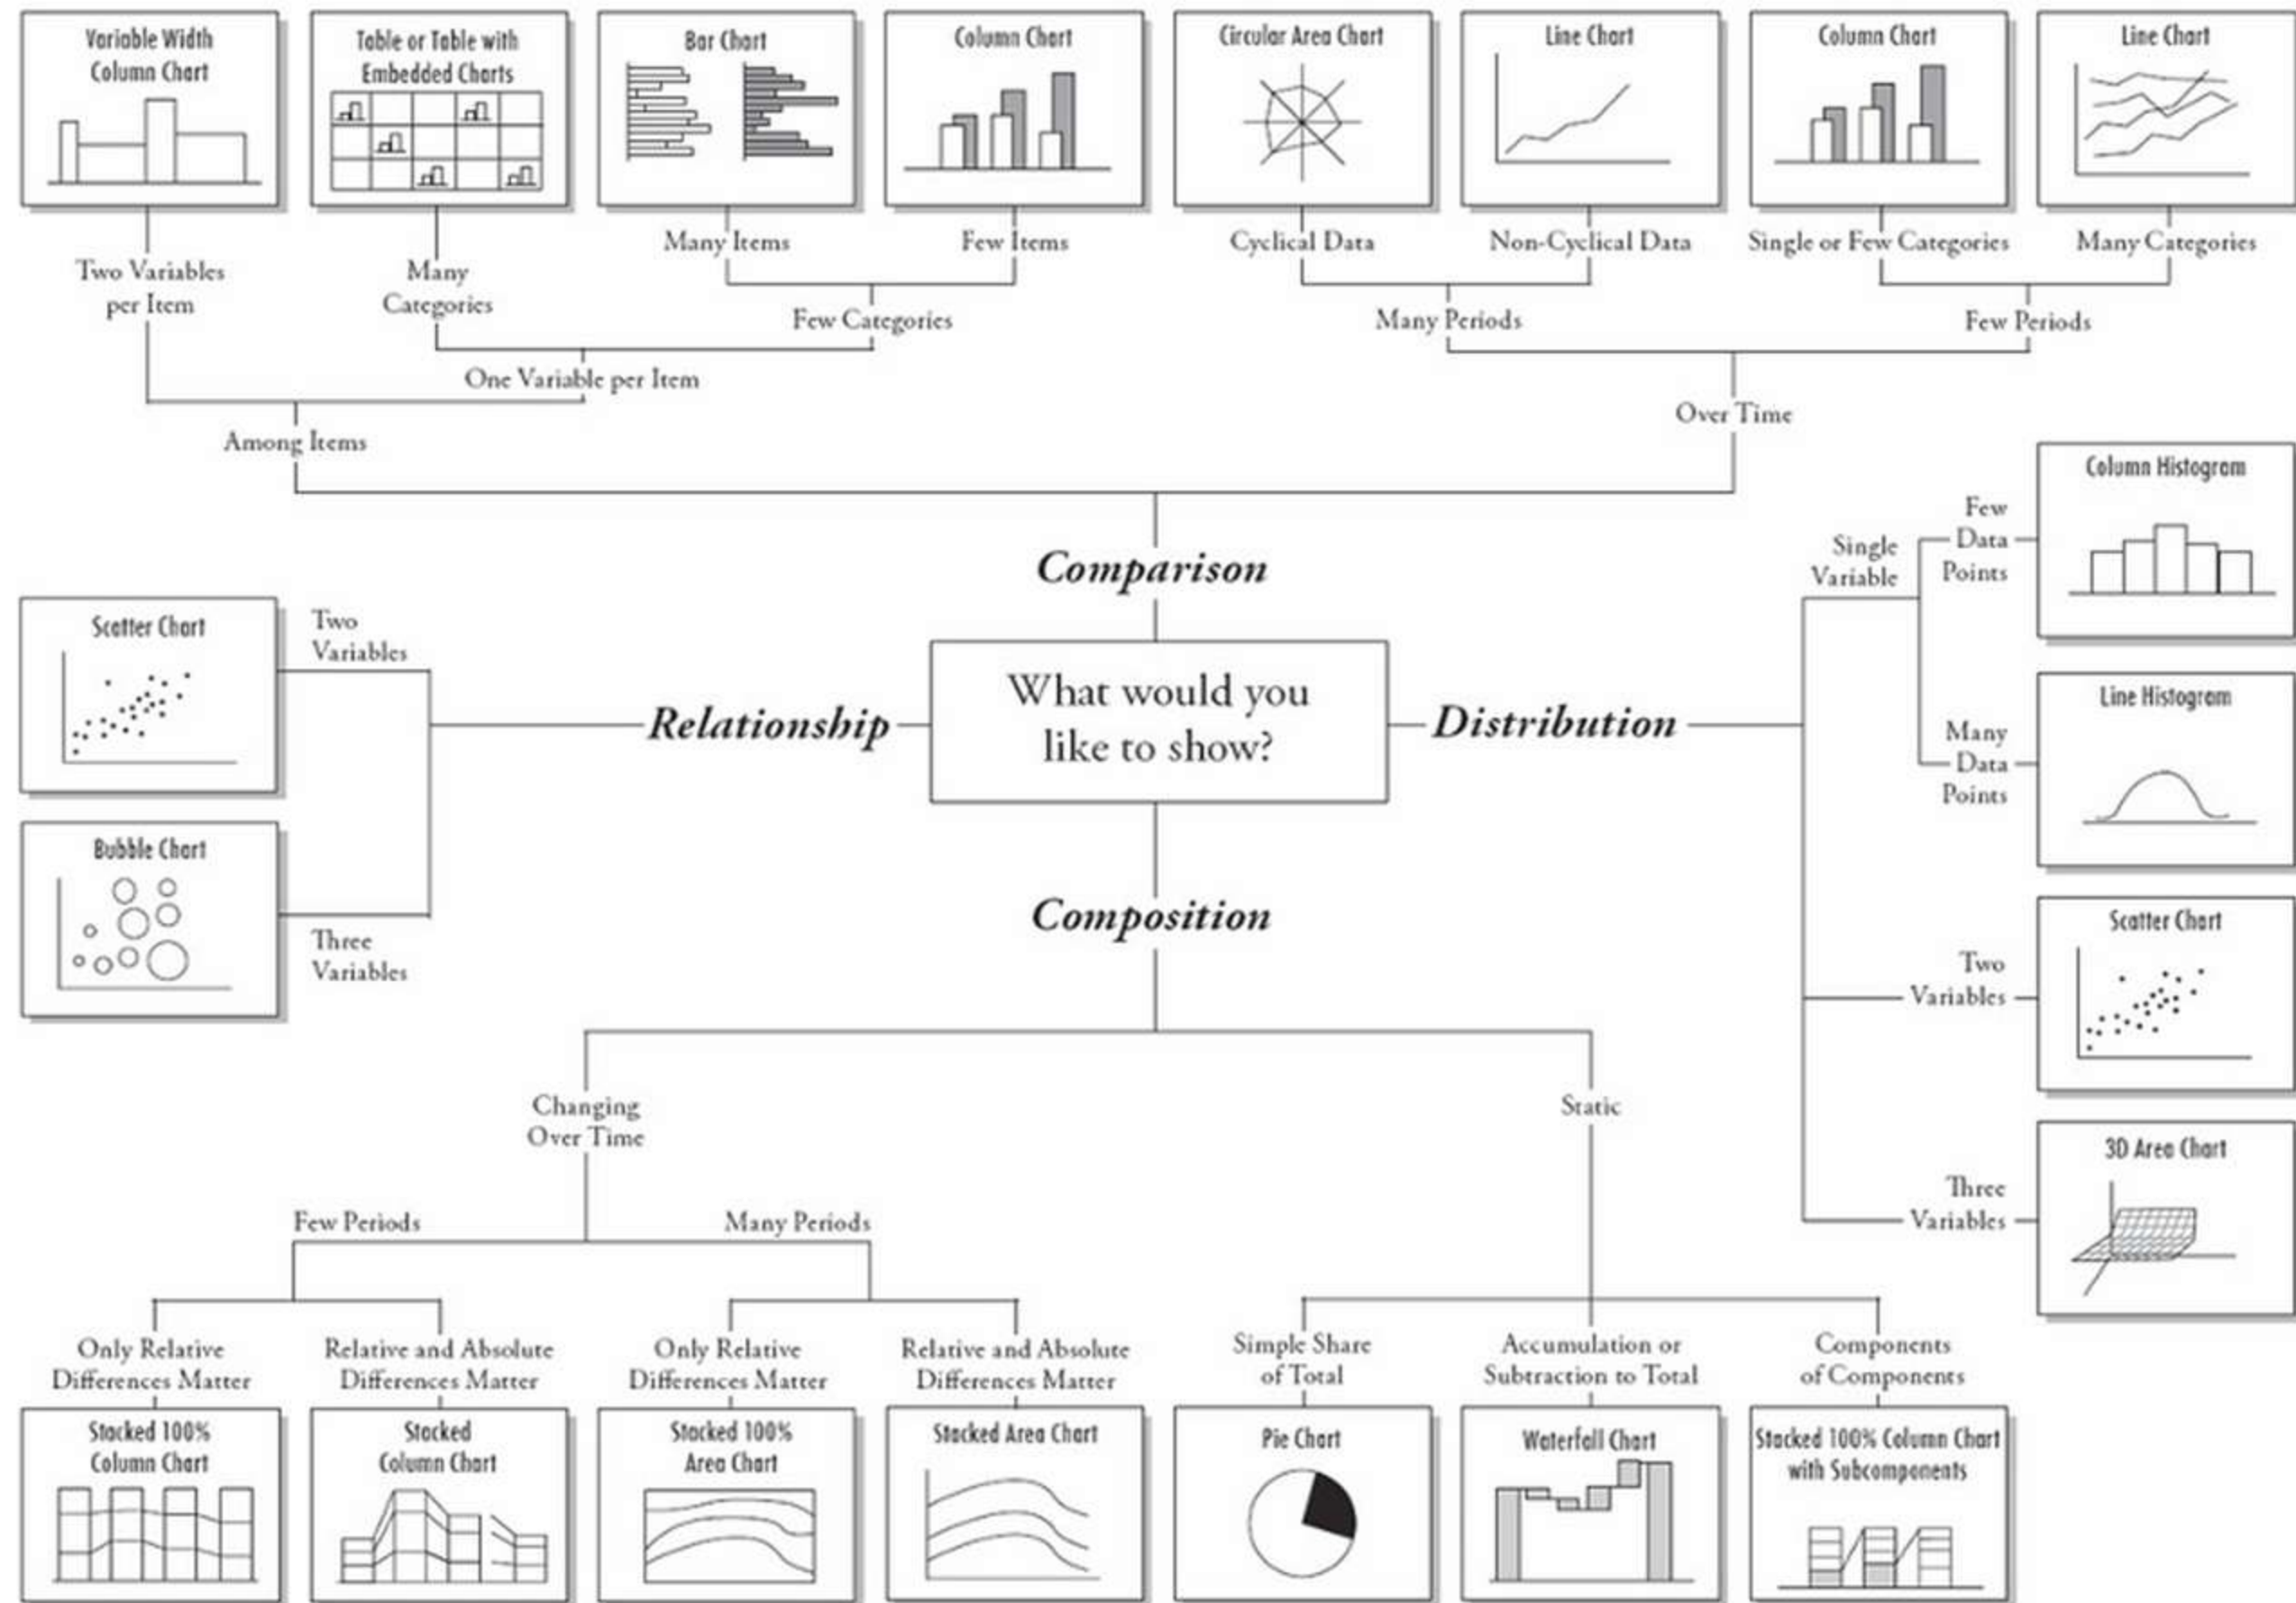 Variable Width
Column Chart
Table or Table with
Embedded Charts
Bar Chart
Column Chart
Circular Area Chart
Line Chart
Column Chart
Line Chart
Two Variables
per Item
Many
Categories
Many Items
Few Items
Cyclical Data
Non-Cyclical Data
Single or Few Categories
Many Categories
Few Categories
Many Periods
Few Periods
One Variable per Item
Over Time
Among Items
Comparison
What would you
like to show?
Relationship
Two
Variables
Scatter Chart
Three
Variables
Bubble Chart
Distribution
Single
Variable
Few
Data
Points
Column Histogram
Many
Data
Points
Line Histogram
Two
Variables
Scatter Chart
Three
Variables
3D Area Chart
Composition
Changing
Over Time
Static
Few Periods
Many Periods
Only Relative
Differences Matter
Relative and Absolute
Differences Matter
Only Relative
Differences Matter
Relative and Absolute
Differences Matter
Simple Share
of Total
Accumulation or
Subtraction to Total
Components
of Components
Stacked 100%
Column Chart
Stacked
Column Chart
Stacked 100%
Area Chart
Stacked Area Chart
Pie Chart
Waterfall Chart
Stacked 100% Column Chart
with Subcomponents